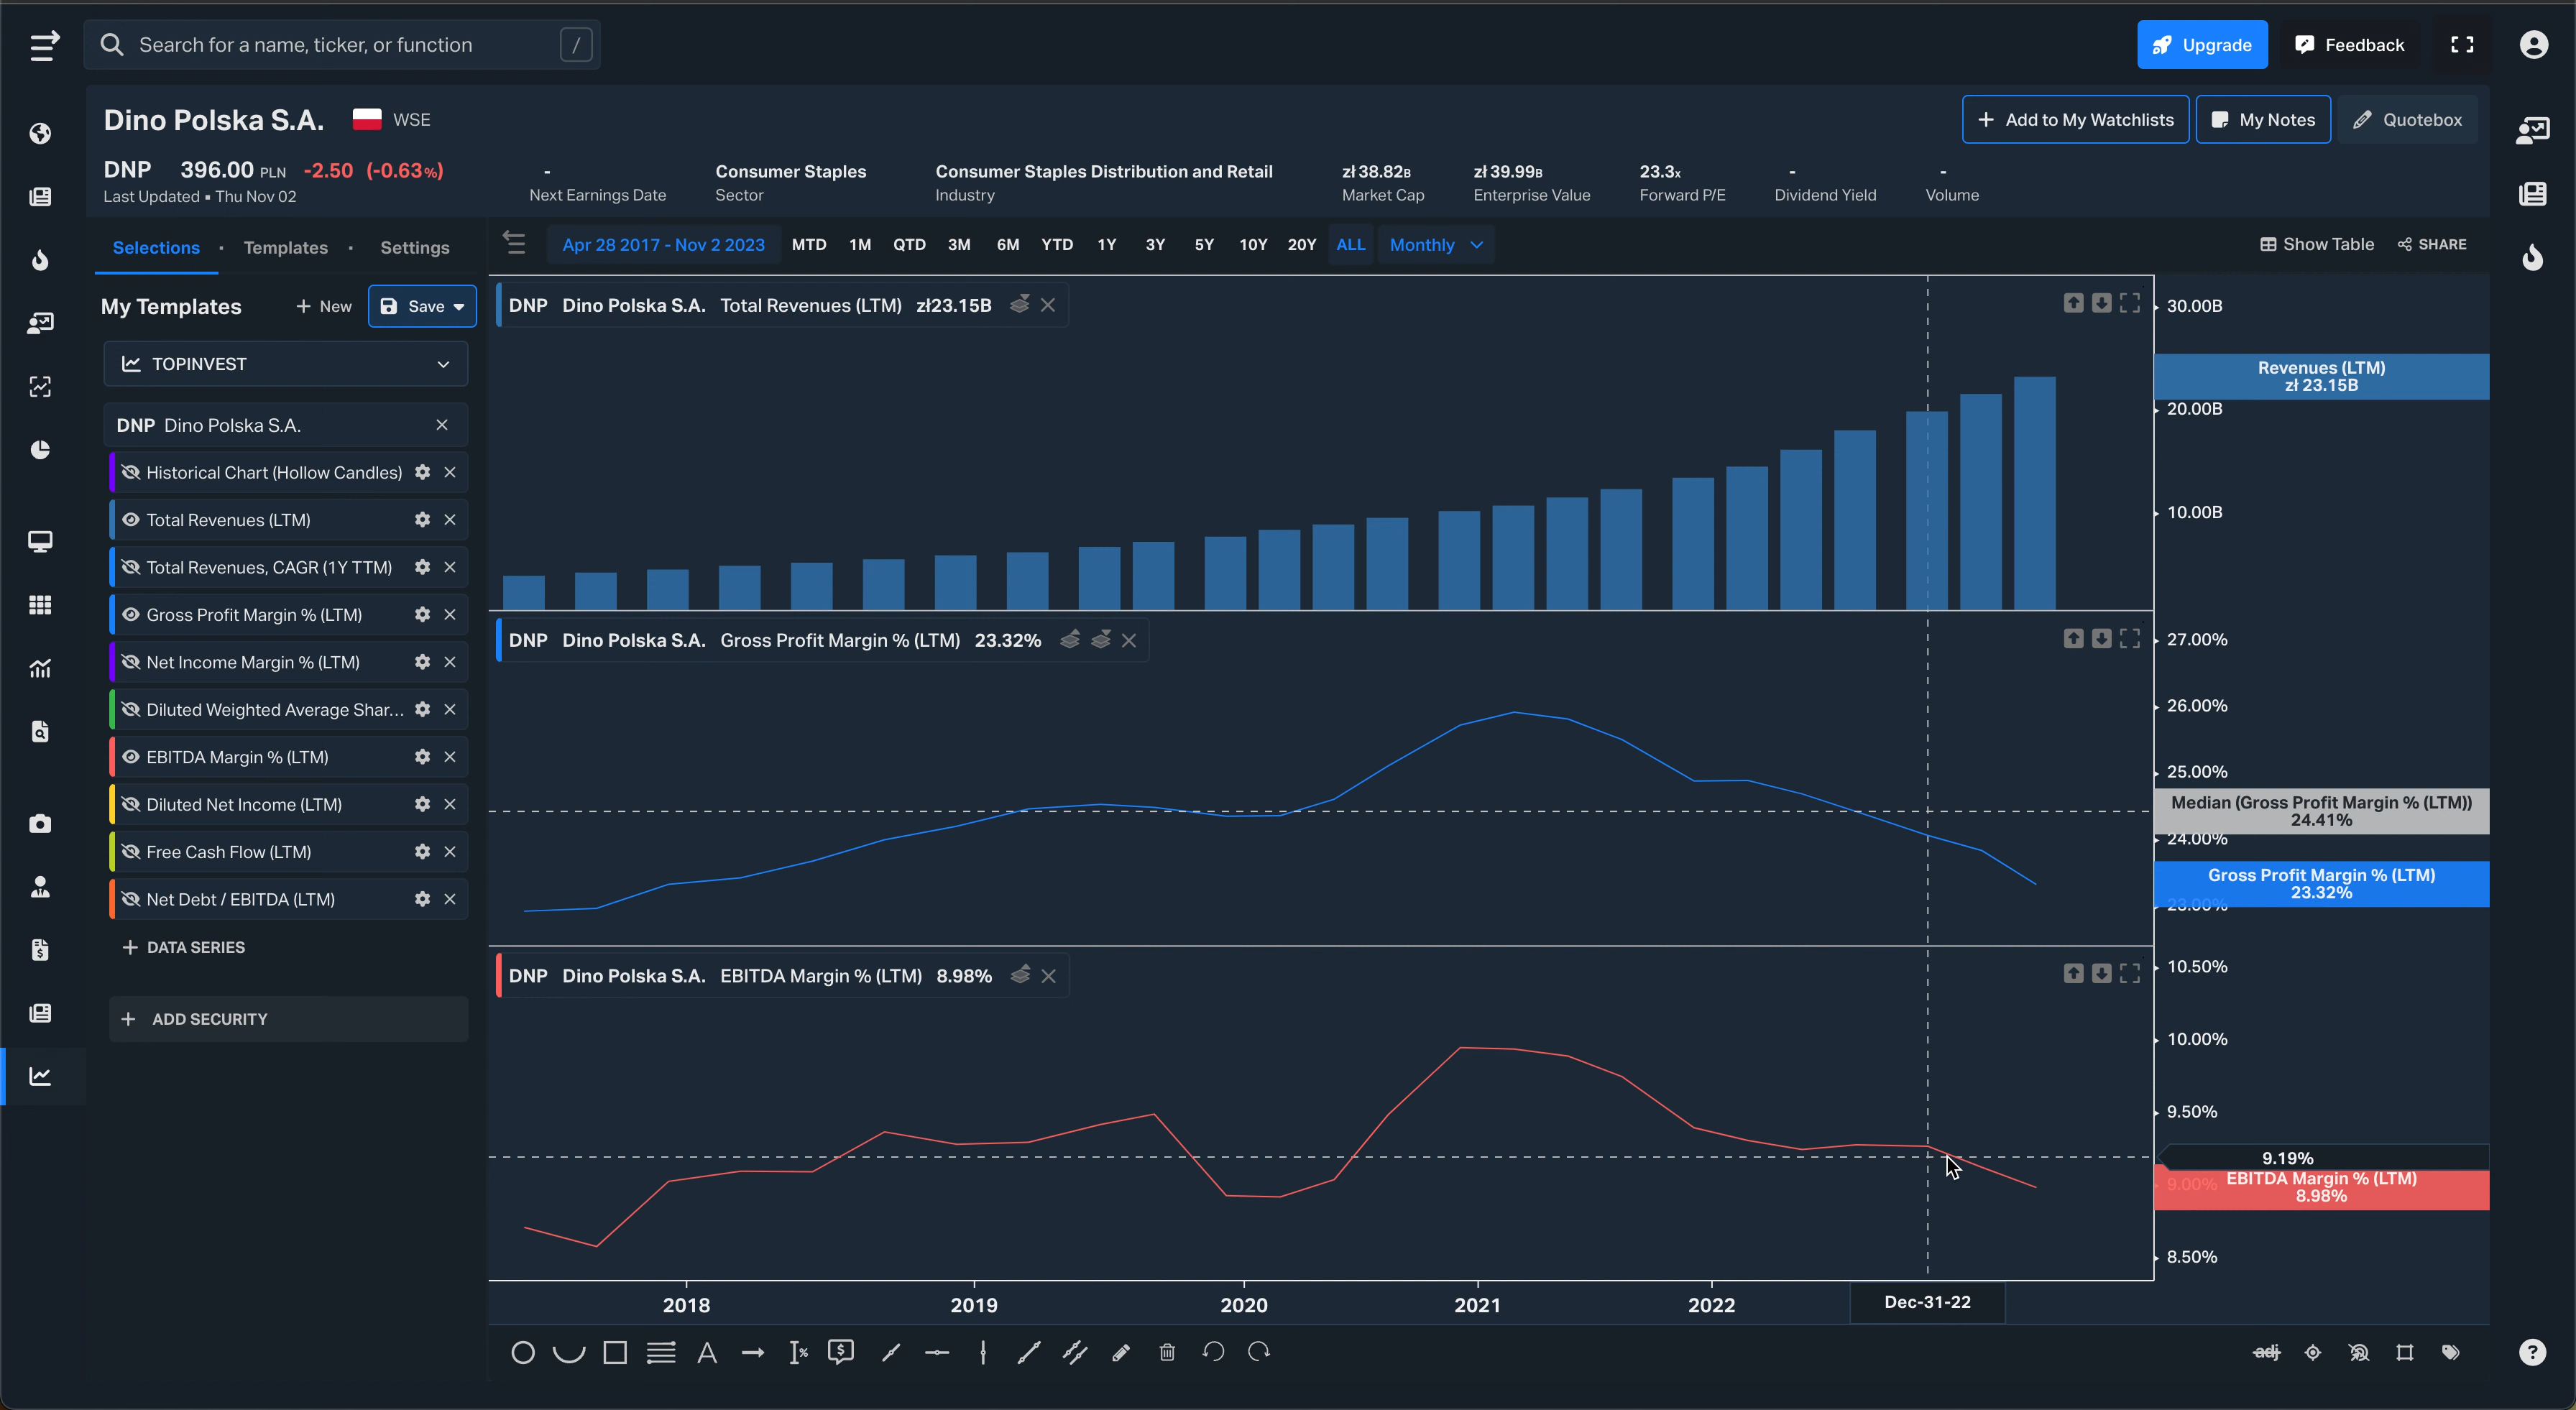 Search for a name, ticker, or function /
Upgrade Feedback
Dino Polska S.A. WSE
Add to My Watchlists My Notes Quotebox
DNP 396.00 PLN -2.50 (-0.63%)
Last Updated ▪ Thu Nov 02
- Next Earnings Date
Consumer Staples
Sector
Consumer Staples Distribution and Retail
Industry
zł 38.82B
Market Cap
zł 39.99B
Enterprise Value
23.3x
Forward P/E
-
Dividend Yield
-
Volume
Selections · Templates · Settings
Apr 28 2017 - Nov 2 2023 MTD 1M QTD 3M 6M YTD 1Y 3Y 5Y 10Y 20Y ALL Monthly
Show Table SHARE
My Templates + New Save
TOPINVEST
DNP Dino Polska S.A.
Historical Chart (Hollow Candles)
Total Revenues (LTM)
Total Revenues, CAGR (1Y TTM)
Gross Profit Margin % (LTM)
Net Income Margin % (LTM)
Diluted Weighted Average Shar...
EBITDA Margin % (LTM)
Diluted Net Income (LTM)
Free Cash Flow (LTM)
Net Debt / EBITDA (LTM)
+ DATA SERIES
+ ADD SECURITY
DNP Dino Polska S.A. Total Revenues (LTM) zł23.15B
30.00B
Revenues (LTM)
zł 23.15B
20.00B
10.00B
DNP Dino Polska S.A. Gross Profit Margin % (LTM) 23.32%
27.00%
26.00%
25.00%
Median (Gross Profit Margin % (LTM))
24.41%
24.00%
Gross Profit Margin % (LTM)
23.32%
23.00%
DNP Dino Polska S.A. EBITDA Margin % (LTM) 8.98%
10.50%
10.00%
9.50%
9.19%
9.00%
EBITDA Margin % (LTM)
8.98%
8.50%
2018 2019 2020 2021 2022 Dec-31-22
A % $ adj ?